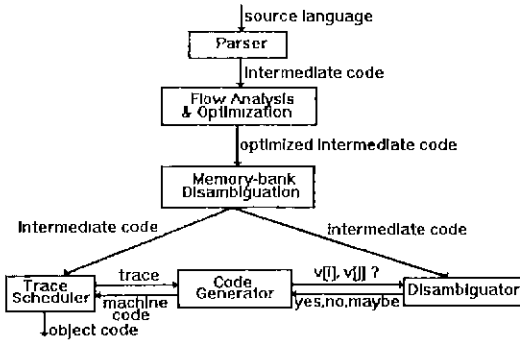 source language
Parser
Intermediate code
Flow Analysis
& Optimization
optimized Intermediate code
Memory-bank
Disambiguation
Intermediate code
intermediate code
Trace
Scheduler
trace
machine
code
Code
Generator
v[i], v[j] ?
yes,no,maybe
Disambiguator
object code